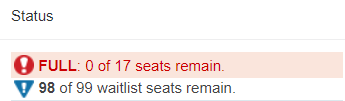 Status
FULL: 0 of 17 seats remain.
98 of 99 waitlist seats remain.